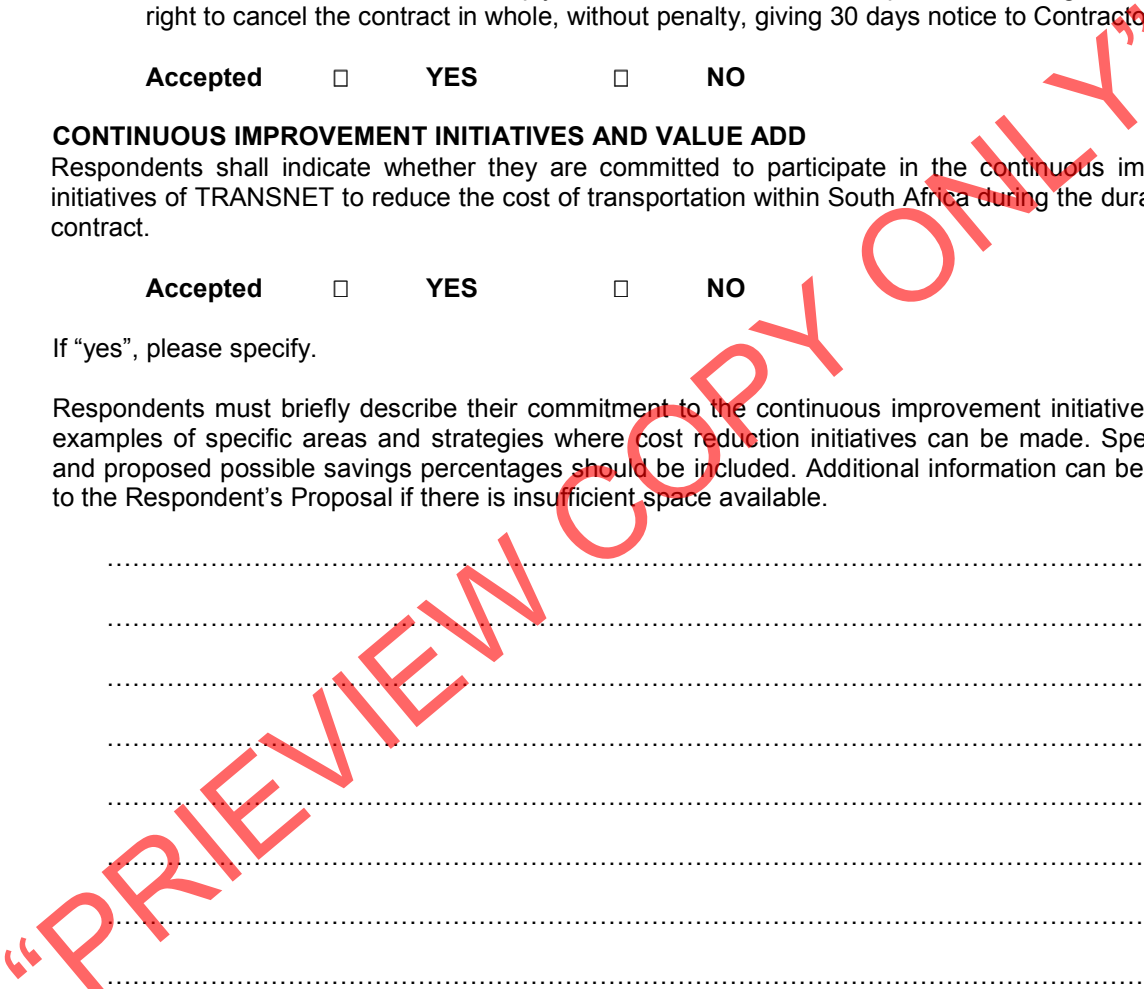 right to cancel the contract in whole, without penalty, giving 30 days notice to
Accepted □ YES □ NO
CONTINUOUS IMPROVEMENT INITIATIVES AND VALUE ADD
Respondents shall indicate whether they are committed to participate in the continuous
initiatives of TRANSNET to reduce the cost of transportation within South Africa during the
contract.
Accepted □ YES □ NO
If “yes”, please specify.
Respondents must briefly describe their commitment to the continuous improvement
examples of specific areas and strategies where cost reduction initiatives can be made.
and proposed possible savings percentages should be included. Additional information can be
to the Respondent’s Proposal if there is insufficient space available.
“PRIEVIEW COPY ONLY”